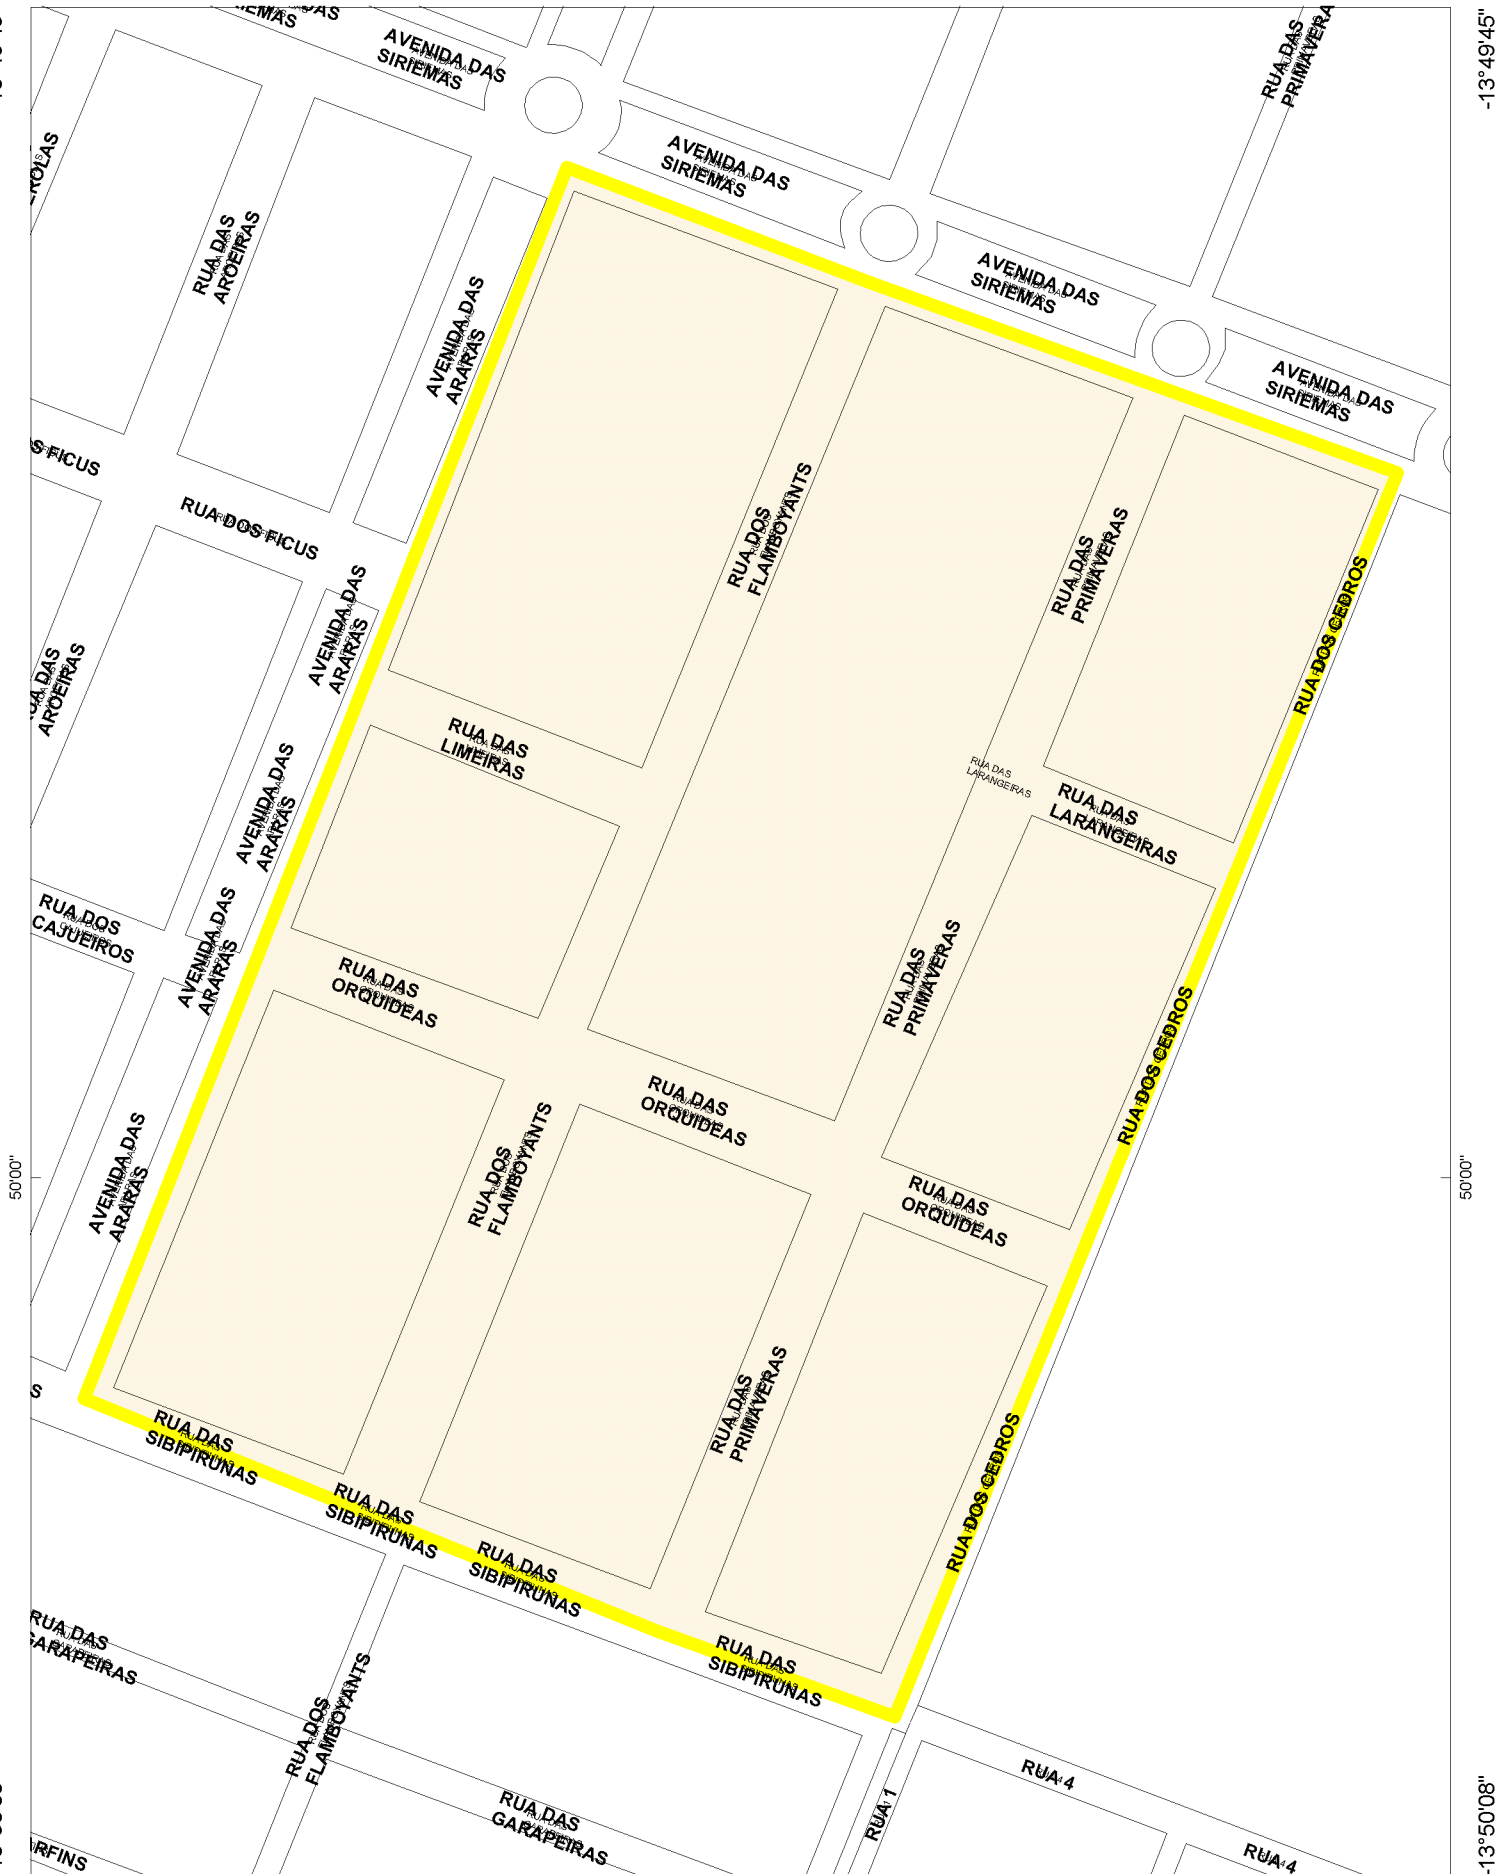 AVENIDA DAS
SIRIEMAS
RUA DAS
-13°49'45"
AVENIDA DAS
SIRIEMAS
RUA DAS
AROEIRAS
AVENIDA DAS
SIRIEMAS
AVENIDA DAS
ARARAS
AVENIDA DAS
SIRIEMAS
RUA DOS FICUS
RUA DOS
FLAMBOYANTS
RUA DAS
PRIMAVERAS
RUA DOS CEDROS
AVENIDA DAS
ARARAS
AROEIRAS
RUA DAS
LIMEIRAS
RUA DAS
LARANGEIRAS
RUA DAS
LARANGEIRAS
AVENIDA DAS
ARARAS
RUA DOS
CAJUEIROS
AVENIDA DAS
ARARAS
RUA DAS
ORQUIDEAS
RUA DAS
PRIMAVERAS
RUA DOS CEDROS
RUA DAS
ORQUIDEAS
50'00"
AVENIDA DAS
ARARAS
RUA DOS
FLAMBOYANTS
RUA DAS
ORQUIDEAS
50'00"
RUA DAS
PRIMAVERAS
RUA DOS CEDROS
RUA DAS
SIBIPIRUNAS
RUA DAS
SIBIPIRUNAS
RUA DAS
SIBIPIRUNAS
RUA DAS
SIBIPIRUNAS
RUA DAS
GARAPEIRAS
RUA DOS
FLAMBOYANTS
RUA DAS
GARAPEIRAS
RUA 1
RUA 4
RUA 4
-13°50'08"